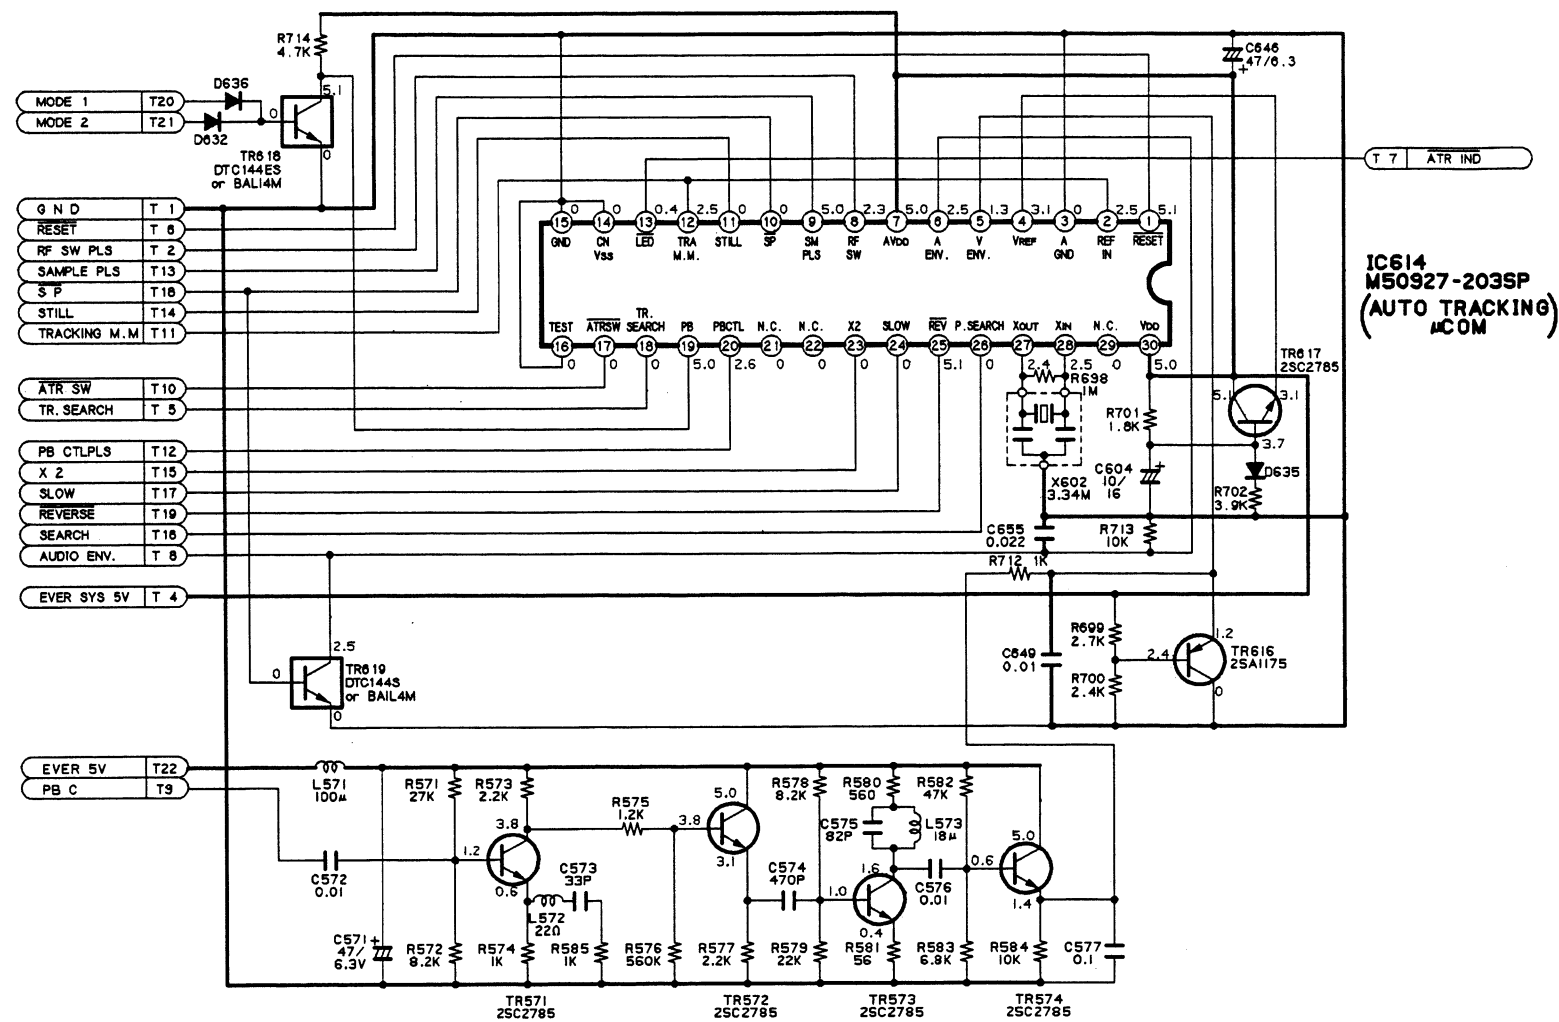 R714
4.7K
C646
47/6.3
+
D636
5.1
MODE 1 T20
MODE 2 T21
0
D632
0
TR618
DTC144ES
or BA1L4M
T 7 ATR IND
GND T 1
RESET T 6
RF SW PLS T 2
SAMPLE PLS T13
SP T18
STILL T14
TRACKING M.M T11
0 0 0.4 2.5 0 0 5.0 2.3 5.0 2.5 1.3 3.1 0 2.5 5.1
15 14 13 12 11 10 9 8 7 6 5 4 3 2 1
GND CN LED TRA STILL SP SM RF AVDD A V VREF A REF RESET
VSS M.M. PLS SW ENV. ENV. GND IN
IC614
M50927-203SP
(AUTO TRACKING)
μCOM
TR.
TEST ATRSW SEARCH PB PBCTL N.C. N.C. X2 SLOW REV P.SEARCH XOUT XIN N.C. VDD
16 17 18 19 20 21 22 23 24 25 26 27 28 29 30
0 0 0 5.0 2.6 0 0 0 0 5.1 0 2.4 2.5 0 5.0
TR617
2SC2785
R698
1M
5.1 3.1
3.7
ATR SW T10
TR.SEARCH T 5
R701
1.8K
PB CTLPLS T12
X 2 T15
SLOW T17
REVERSE T19
SEARCH T16
AUDIO ENV. T 8
C604
10/
16
+
D635
X602
3.34M
R702
3.9K
C655
0.022
R713
10K
R712 1K
EVER SYS 5V T 4
R699
2.7K
1.2
2.5
C649
0.01
2.4
TR616
2SA1175
0
TR619
DTC144S
or BA1L4M
0
R700
2.4K
0
EVER 5V T22
PB C T9
L571
100μ
R571
27K
R573
2.2K
R575
1.2K
5.0
R578
8.2K
R580
560
R582
47K
3.8
3.8
C575
82P
L573
18μ
5.0
1.2
3.1
1.6
0.6
C572
0.01
0.6
C573
33P
C574
470P
1.0
C576
0.01
1.4
L572
22Ω
0.4
C571
47/
6.3V
+
R572
8.2K
R574
1K
R585
1K
R576
560K
R577
2.2K
R579
22K
R581
56
R583
6.8K
R584
10K
C577
0.1
TR571
2SC2785
TR572
2SC2785
TR573
2SC2785
TR574
2SC2785